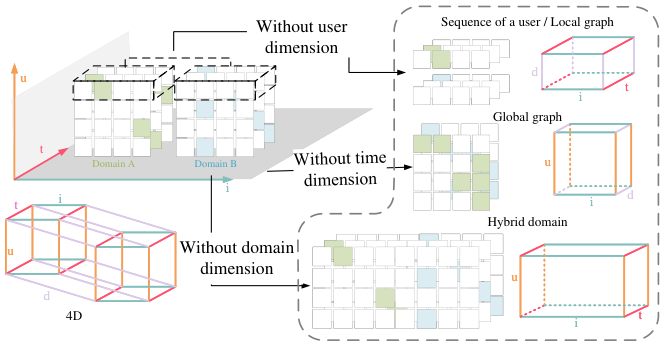 Without user
dimension
Sequence of a user / Local graph
u
t
Domain A
Domain B
i
d
i
t
Global graph
Without time
dimension
u
i
d
t
i
u
d
4D
Without domain
dimension
Hybrid domain
u
i
t